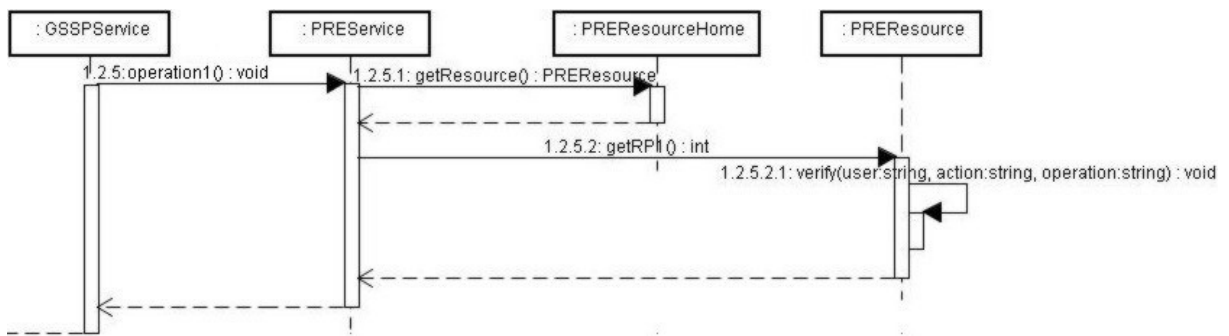 : GSSPService
: PREService
: PREResourceHome
: PREResource
1.2.5: operation1() : void
1.2.5.1: getResource() : PREResource
1.2.5.2: getRP1() : int
1.2.5.2.1: verify(user:string, action:string, operation:string) : void